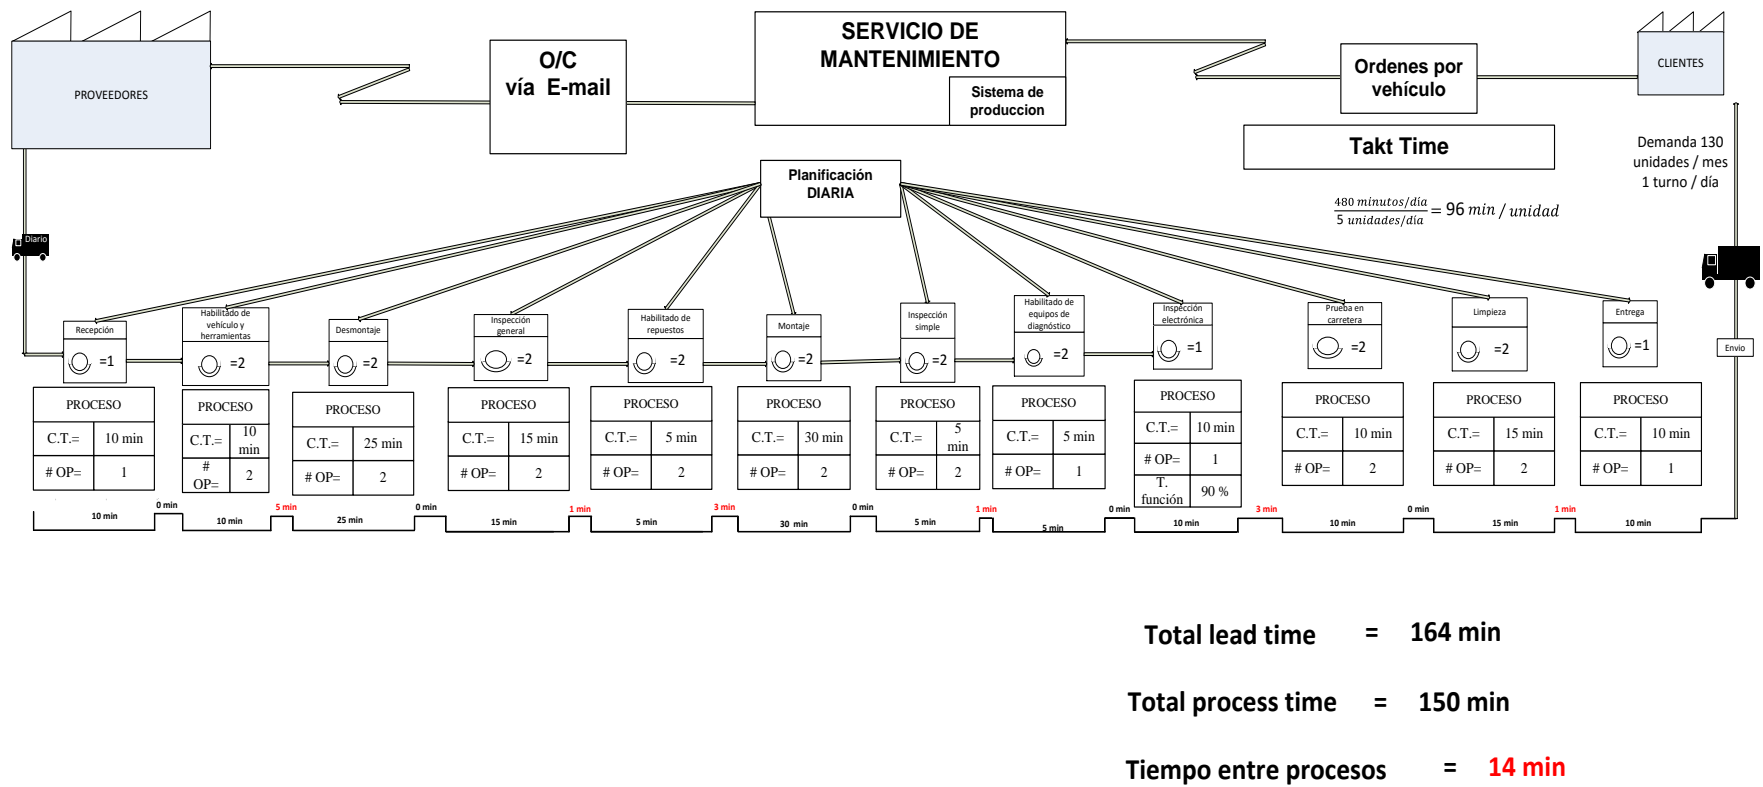 PROVEEDORES
O/C
vía E-mail
SERVICIO DE
MANTENIMIENTO
Sistema de
produccion
Ordenes por
vehículo
CLIENTES
Takt Time
Demanda 130
unidades / mes
1 turno / día
480 minutos/día
5 unidades/día
= 96 min / unidad
Planificación
DIARIA
Diario
Envio
Recepción
=1
Habilitado de
vehículo y
herramientas
=2
Desmontaje
=2
Inspección
general
=2
Habilitado de
repuestos
=2
Montaje
=2
Inspección
simple
=2
Habilitado de
equipos de
diagnóstico
=2
Inspección
electrónica
=1
Prueba en
carretera
=2
Limpieza
=2
Entrega
=1
PROCESO
C.T.= 10 min
# OP= 1
PROCESO
C.T.= 10 min
# OP= 2
PROCESO
C.T.= 25 min
# OP= 2
PROCESO
C.T.= 15 min
# OP= 2
PROCESO
C.T.= 5 min
# OP= 2
PROCESO
C.T.= 30 min
# OP= 2
PROCESO
C.T.= 5 min
# OP= 2
PROCESO
C.T.= 5 min
# OP= 1
PROCESO
C.T.= 10 min
# OP= 1
T. función 90 %
PROCESO
C.T.= 10 min
# OP= 2
PROCESO
C.T.= 15 min
# OP= 2
PROCESO
C.T.= 10 min
# OP= 1
0 min 5 min 0 min 1 min 3 min 0 min 1 min 0 min 3 min 0 min 1 min
10 min 10 min 25 min 15 min 5 min 30 min 5 min 5 min 10 min 10 min 15 min 10 min
Total lead time = 164 min
Total process time = 150 min
Tiempo entre procesos = 14 min